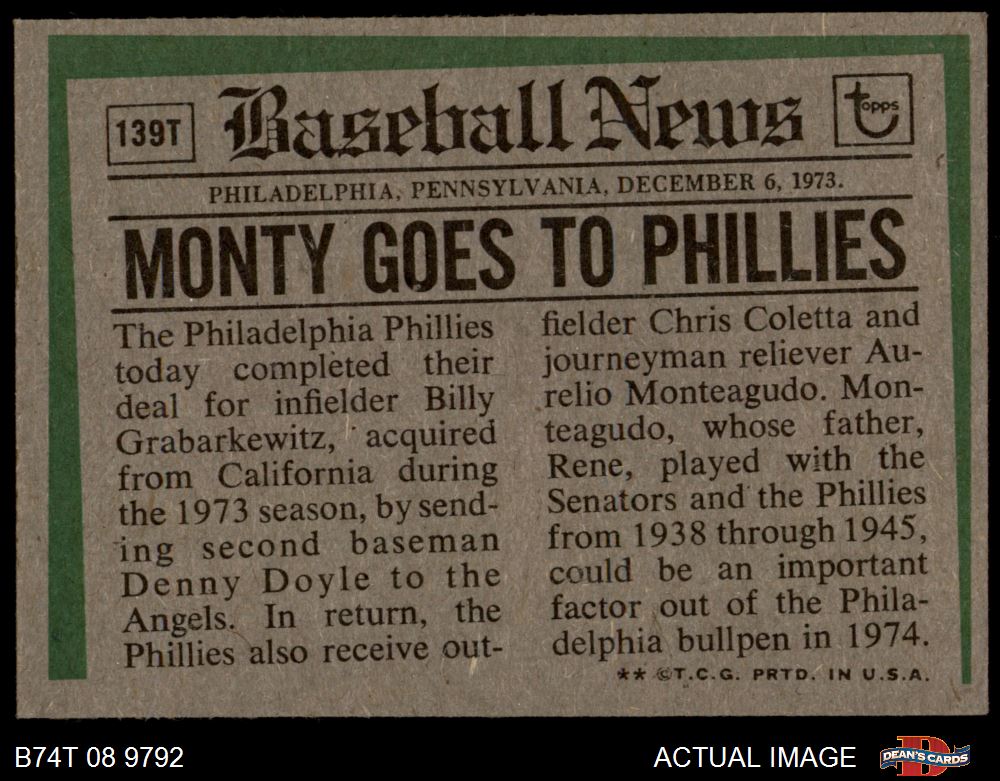 139T
Baseball News
Topps
PHILADELPHIA, PENNSYLVANIA, DECEMBER 6, 1973.
MONTY GOES TO PHILLIES
The Philadelphia Phillies
today completed their
deal for infielder Billy
Grabarkewitz, acquired
from California during
the 1973 season, by send-
ing second baseman
Denny Doyle to the
Angels. In return, the
Phillies also receive out-
fielder Chris Coletta and
journeyman reliever Au-
relio Monteagudo. Mon-
teagudo, whose father,
Rene, played with the
Senators and the Phillies
from 1938 through 1945,
could be an important
factor out of the Phila-
delphia bullpen in 1974.
** ©T.C.G. PRTD. IN U.S.A.
B74T 08 9792
ACTUAL IMAGE
D
DEAN'S CARDS